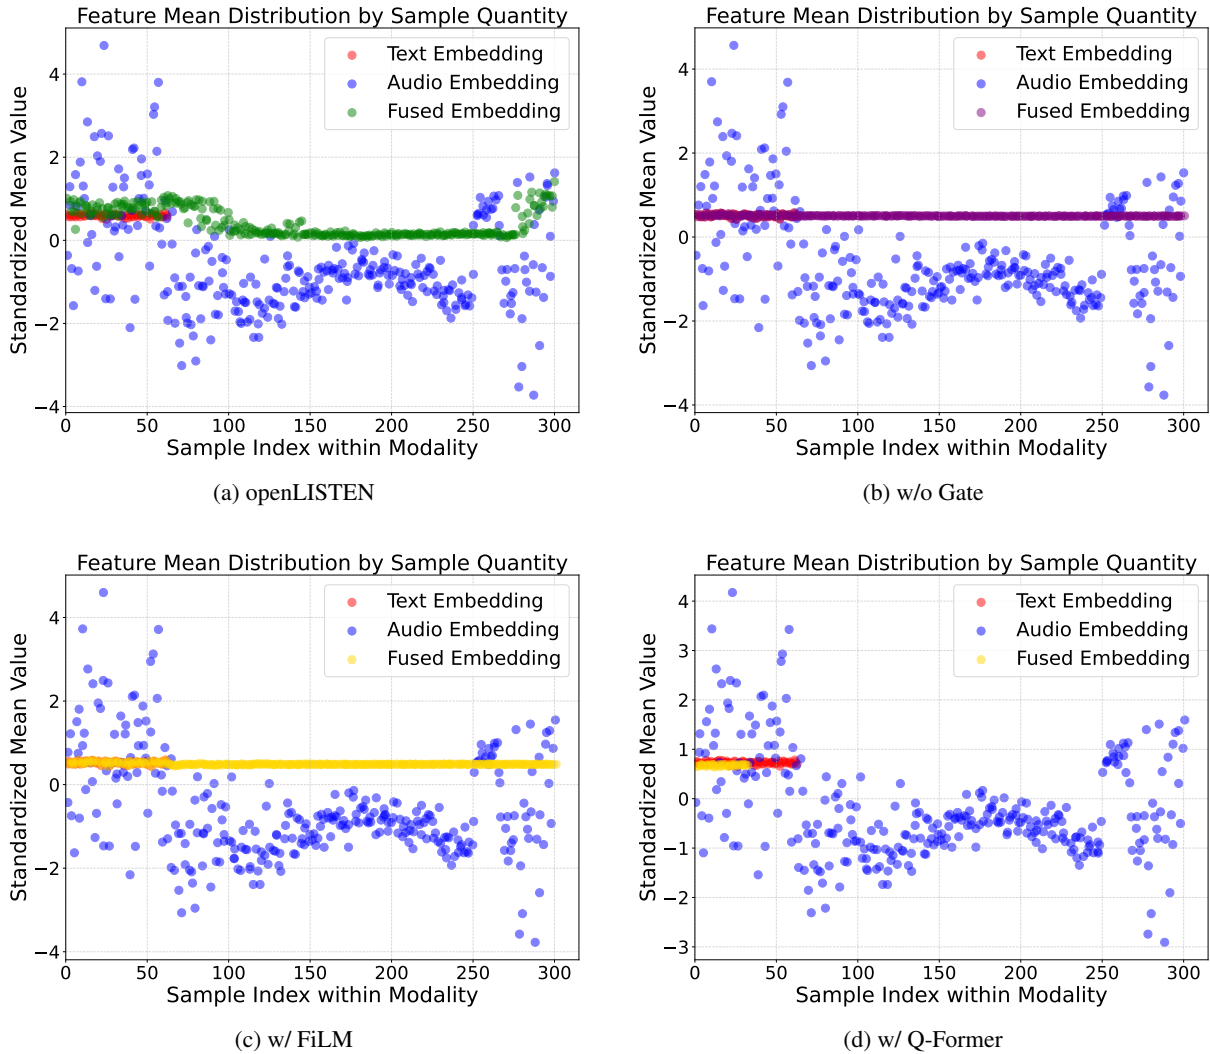 Feature Mean Distribution by Sample Quantity
Text Embedding
Audio Embedding
Fused Embedding
Standardized Mean Value
4
2
0
−2
−4
0 50 100 150 200 250 300
Sample Index within Modality
(a) openLISTEN
Feature Mean Distribution by Sample Quantity
Text Embedding
Audio Embedding
Fused Embedding
Standardized Mean Value
4
2
0
−2
−4
0 50 100 150 200 250 300
Sample Index within Modality
(b) w/o Gate
Feature Mean Distribution by Sample Quantity
Text Embedding
Audio Embedding
Fused Embedding
Standardized Mean Value
4
2
0
−2
−4
0 50 100 150 200 250 300
Sample Index within Modality
(c) w/ FiLM
Feature Mean Distribution by Sample Quantity
Text Embedding
Audio Embedding
Fused Embedding
Standardized Mean Value
4
3
2
1
0
−1
−2
−3
0 50 100 150 200 250 300
Sample Index within Modality
(d) w/ Q-Former